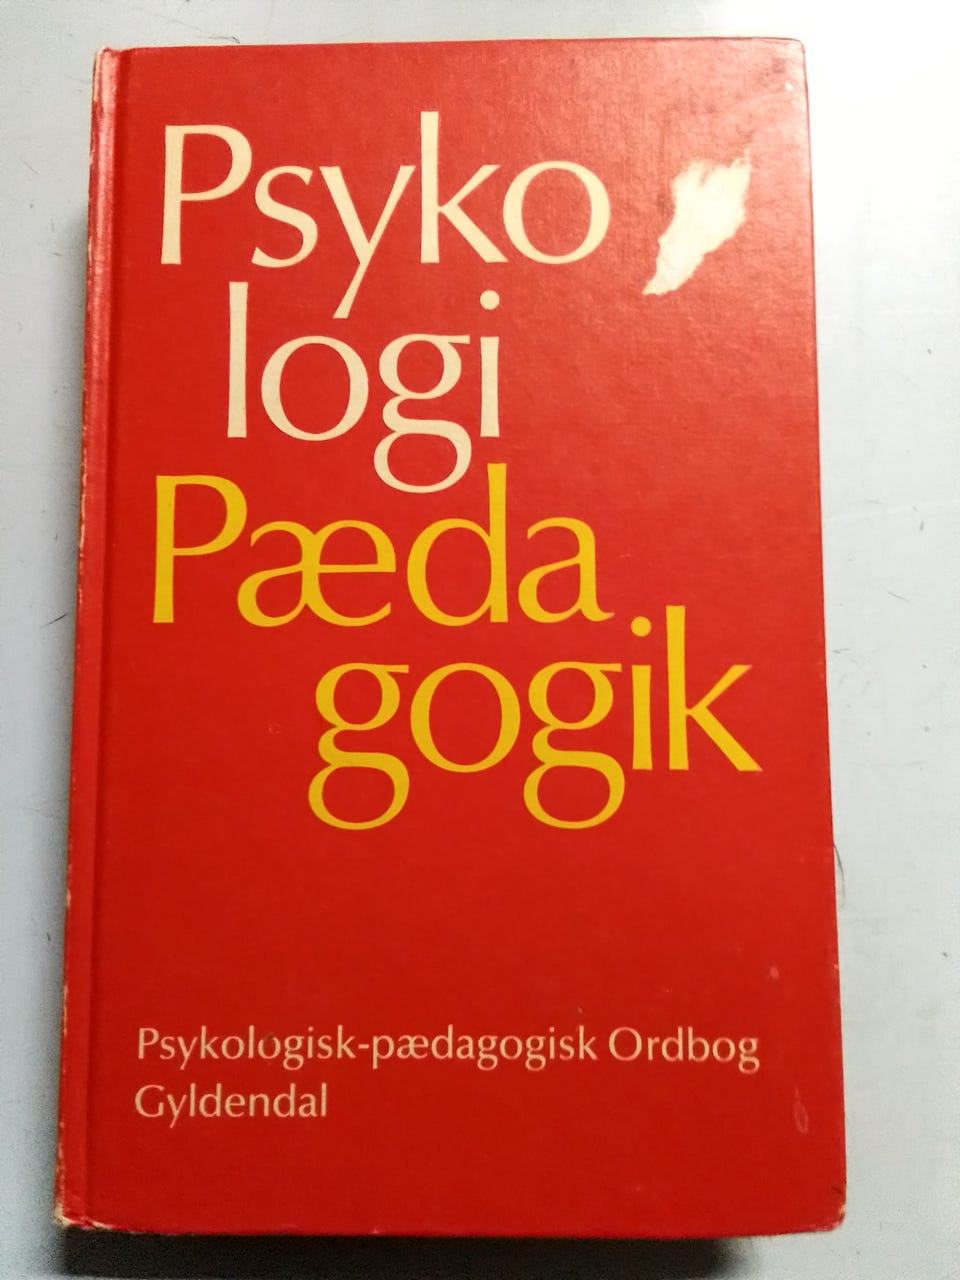 Psyko
logi
Pæda
gogik
Psykologisk-pædagogisk Ordbog
Gyldendal